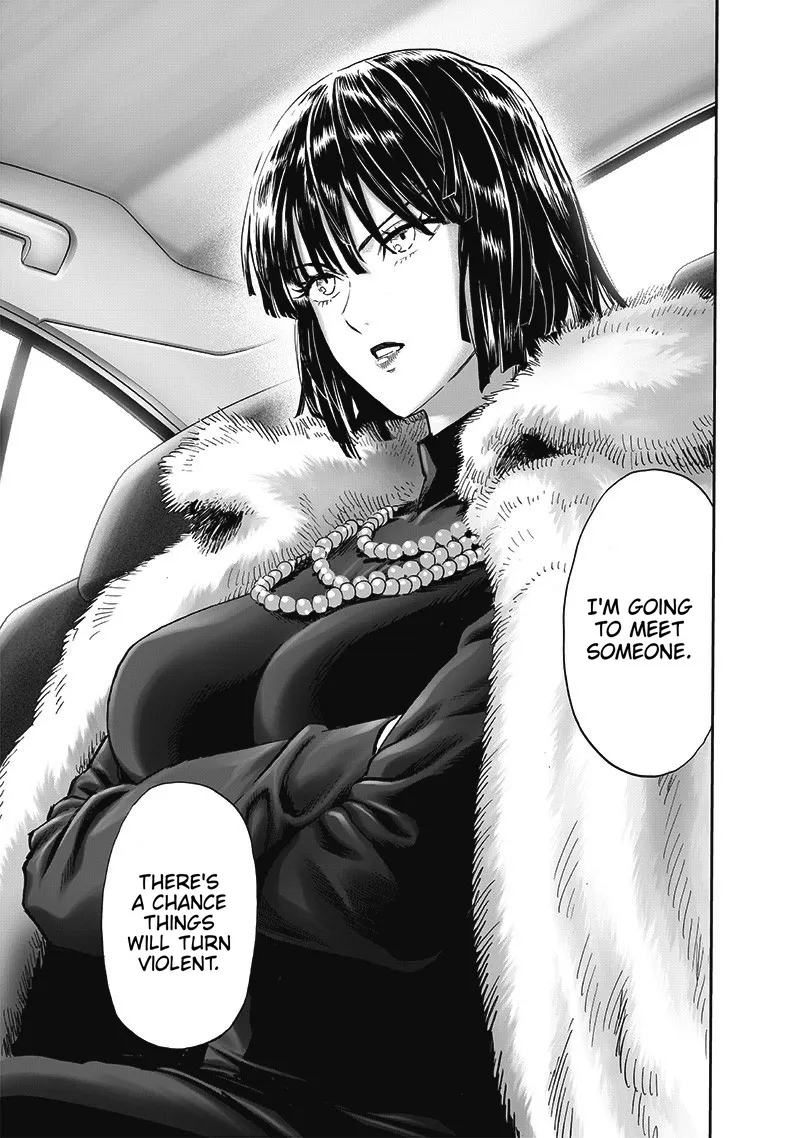 I'M GOING
TO MEET
SOMEONE.
THERE'S
A CHANCE
THINGS
WILL TURN
VIOLENT.